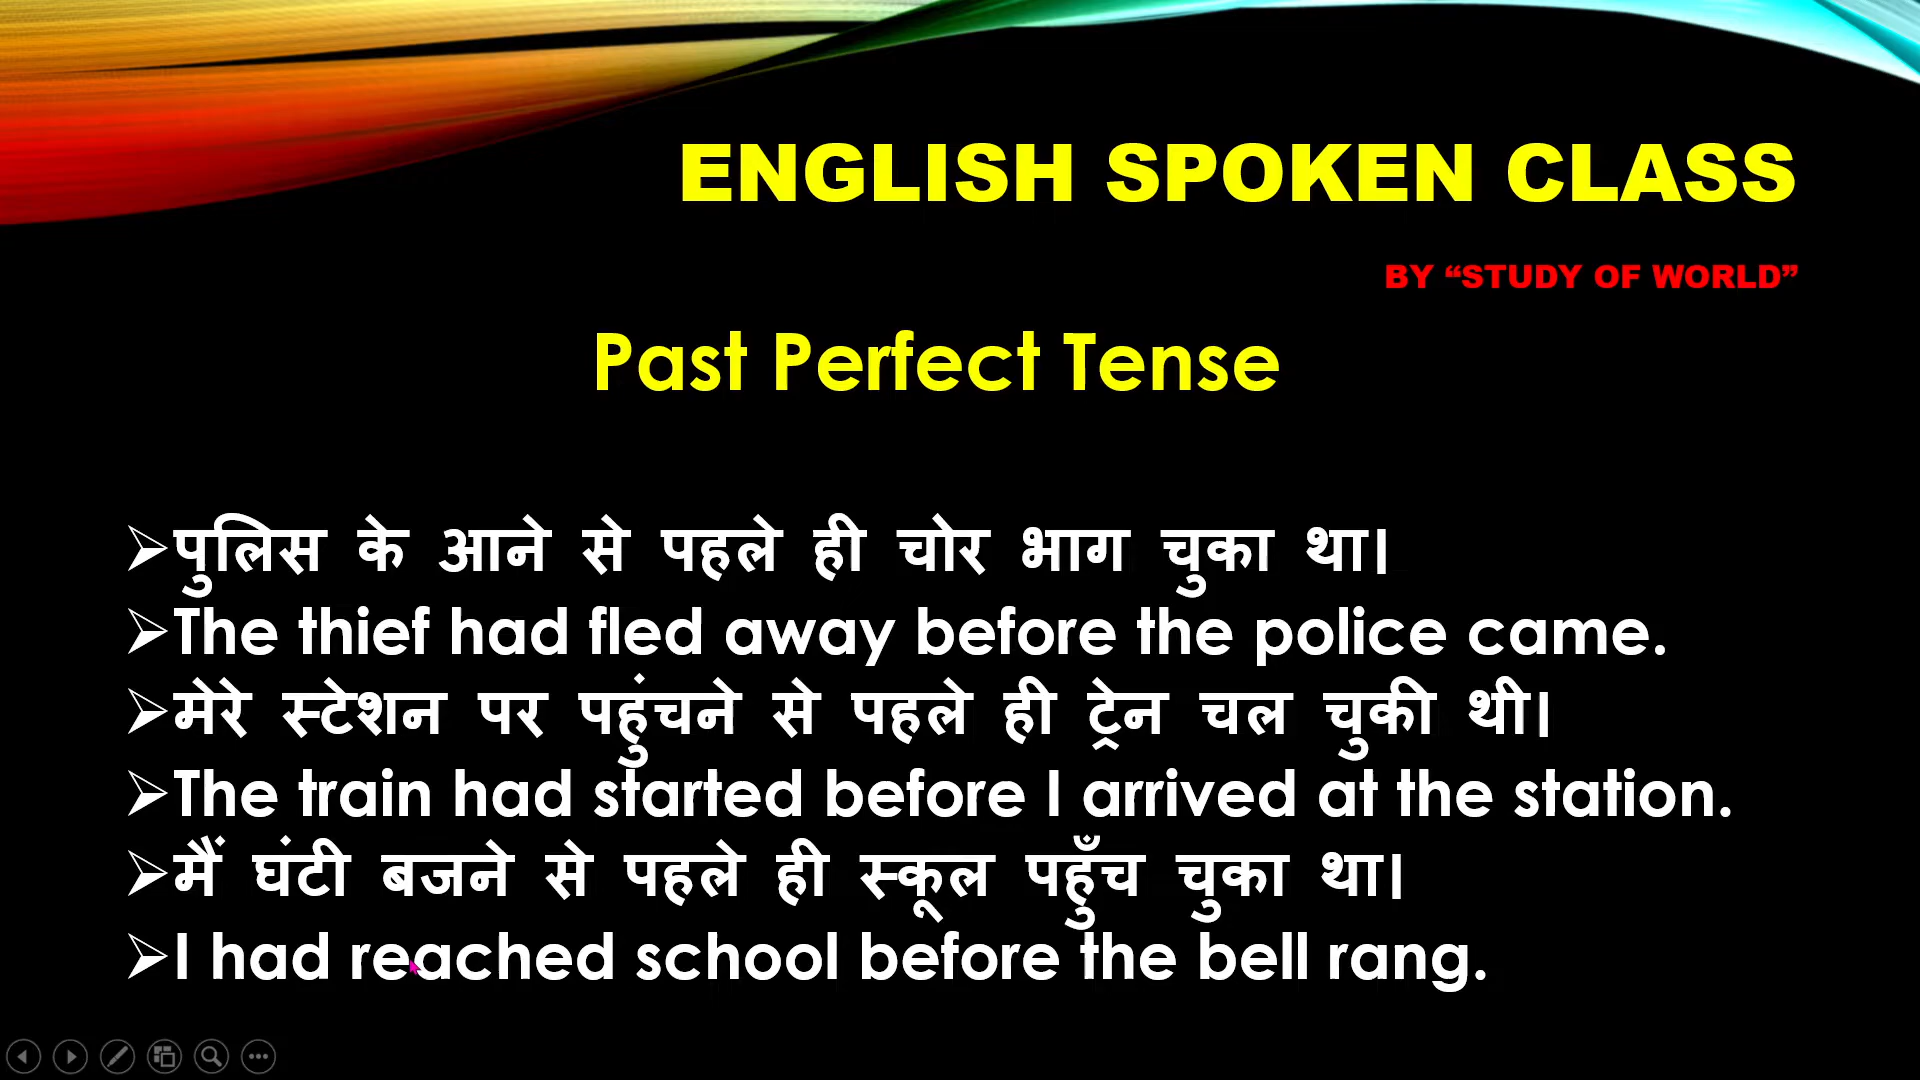 ENGLISH SPOKEN CLASS
BY “STUDY OF WORLD”
Past Perfect Tense
➢पुलिस के आने से पहले ही चोर भाग चुका था।
➢The thief had fled away before the police came.
➢मेरे स्टेशन पर पहुंचने से पहले ही ट्रेन चल चुकी थी।
➢The train had started before I arrived at the station.
➢मैं घंटी बजने से पहले ही स्कूल पहुँच चुका था।
➢I had reached school before the bell rang.